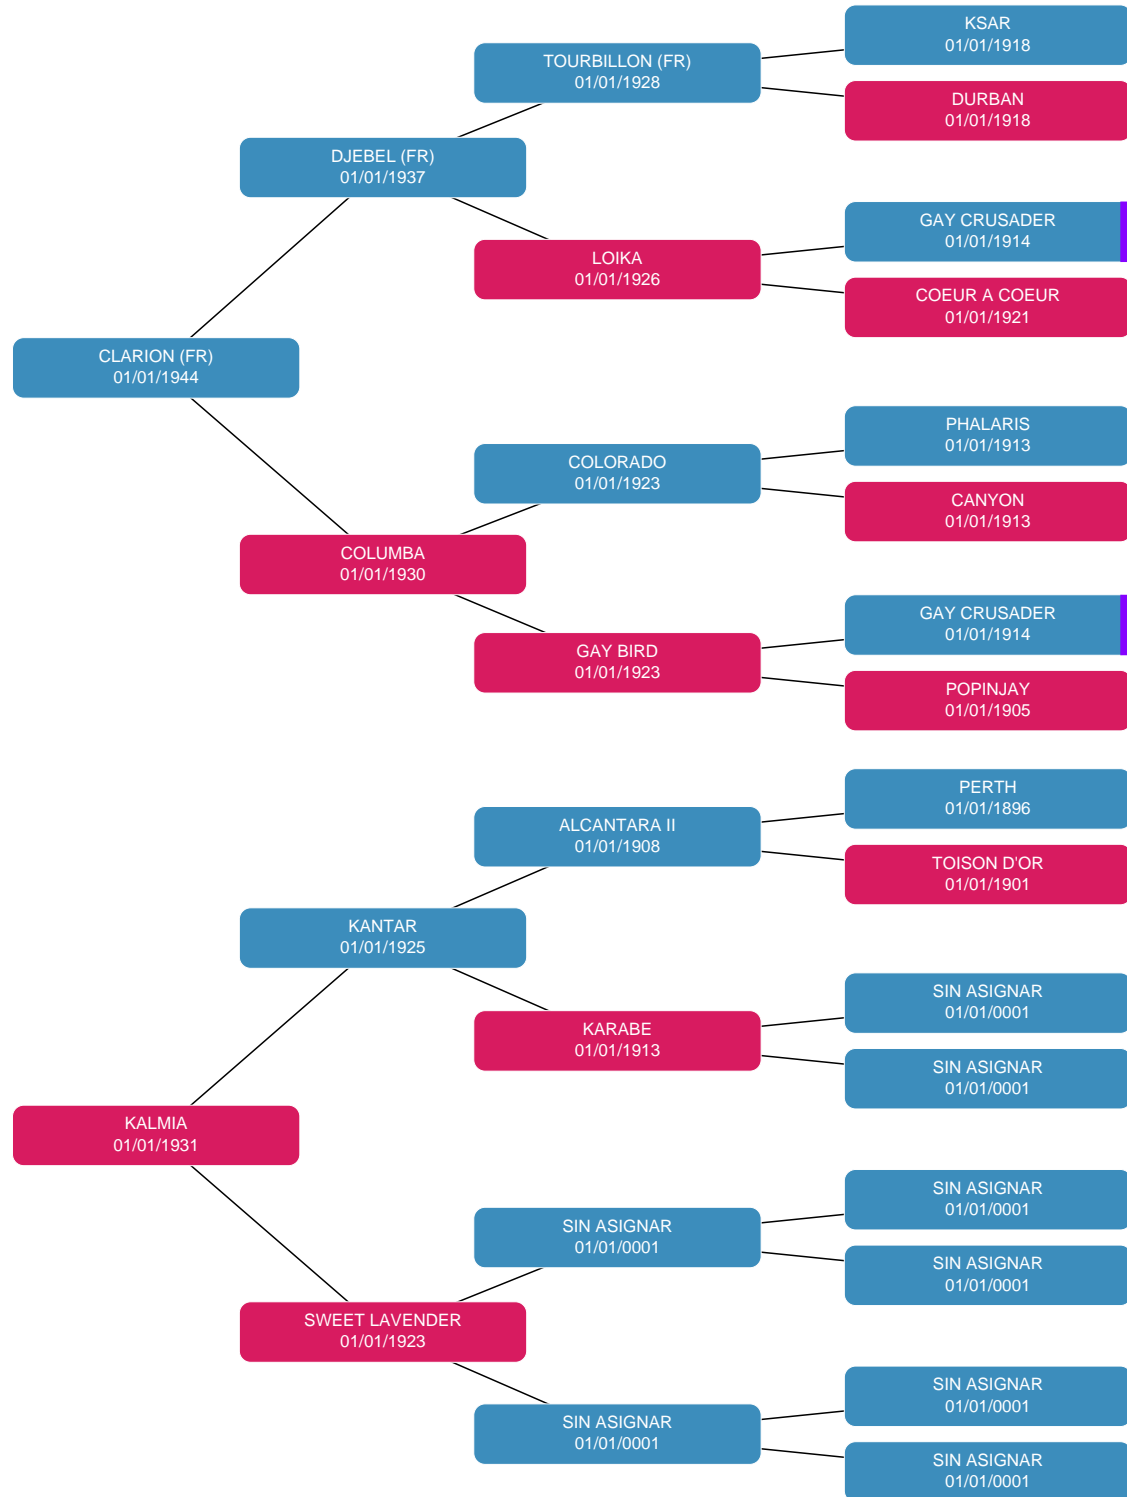 KSAR
01/01/1918
TOURBILLON (FR)
01/01/1928
DURBAN
01/01/1918
DJEBEL (FR)
01/01/1937
GAY CRUSADER
01/01/1914
LOIKA
01/01/1926
COEUR A COEUR
01/01/1921
CLARION (FR)
01/01/1944
PHALARIS
01/01/1913
COLORADO
01/01/1923
CANYON
01/01/1913
COLUMBA
01/01/1930
GAY CRUSADER
01/01/1914
GAY BIRD
01/01/1923
POPINJAY
01/01/1905
PERTH
01/01/1896
ALCANTARA II
01/01/1908
TOISON D'OR
01/01/1901
KANTAR
01/01/1925
SIN ASIGNAR
01/01/0001
KARABE
01/01/1913
SIN ASIGNAR
01/01/0001
KALMIA
01/01/1931
SIN ASIGNAR
01/01/0001
SIN ASIGNAR
01/01/0001
SIN ASIGNAR
01/01/0001
SWEET LAVENDER
01/01/1923
SIN ASIGNAR
01/01/0001
SIN ASIGNAR
01/01/0001
SIN ASIGNAR
01/01/0001